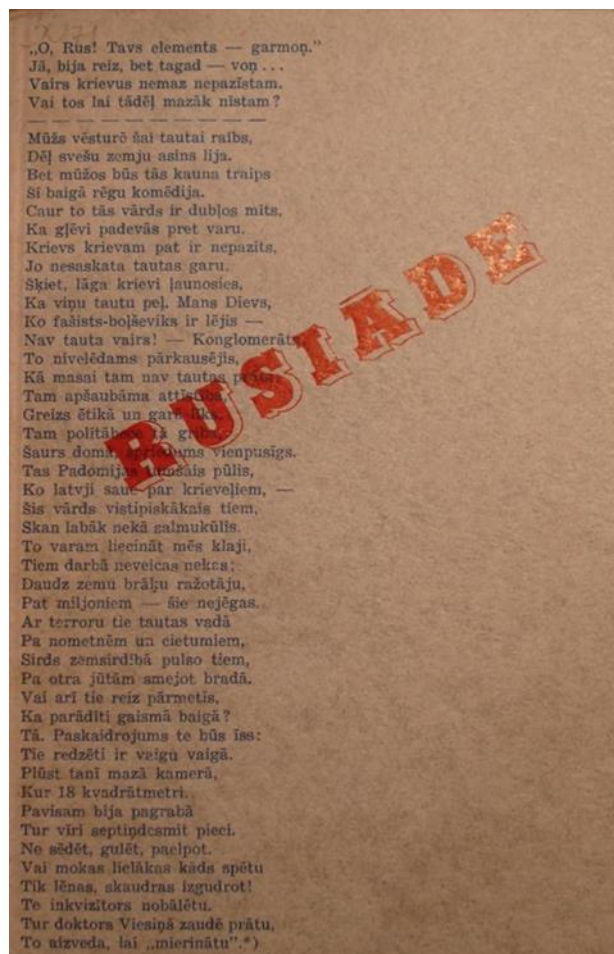 „O, Rus! Tavs elements — garmoņ.”
Jā, bija reiz, bet tagad — voņ...
Vairs krievus nemaz nepazīstam.
Vai tos lai tādēļ mazāk nīstam?
Mūžs vēsturē šai tautai raibs,
Dēļ svešu zemju asins lija.
Bet mūžos būs tās kauna traips
Šī baigā rēgu komēdija.
Caur to tās vārds ir dubļos mīts,
Ka gļēvi padevās pret varu.
Krievs krievam pat ir nepazīts,
Jo nesaskata tautas garu.
Šķiet, lāga krievi ļaunosies,
Ka viņu tautu peļ. Mans Dievs,
Ko fašists-boļševiks ir lējis —
Nav tauta vairs! — Konglomerāts,
To nivelēdams pārkausējis,
Kā masai tam nav tautas
Tam apšaubāma attīstība,
Greizs ētikā un
Tam polītābece tā
Šaurs domā, spriedums vienpusīgs.
Tas Padomijas tumšais pūlis,
Ko latvji sauc par krieveļiem, —
Šis vārds vistipiskākais tiem,
Skan labāk nekā salmukūlis.
To varam liecināt mēs klaji,
Tiem darbā neveicas nekas;
Daudz zemu brāķu ražotāju,
Pat miljoniem — šie nejēgas.
Ar terroru tie tautas vadā
Pa nometnēm un cietumiem,
Sirds zemsirdībā pulso tiem,
Pa otra jūtām smejot bradā.
Vai arī tie reiz pārmetīs,
Ka parādīti gaismā baigā?
Tā. Paskaidrojums te būs īss:
Tie redzēti ir vaigu vaigā.
Plūst tanī mazā kamerā,
Kur 18 kvadrātmetri.
Pavisam bija pagrabā
Tur vīri septiņdesmit pieci.
Ne sēdēt, gulēt, paelpot.
Vai mokas lielākas kāds spētu
Tik lēnas, skaudras izgudrot!
Te inkvizītors nobālētu.
Tur doktors Viesiņš zaudē prātu,
To aizveda, lai „mierinātu”.*)
RUSIĀDE